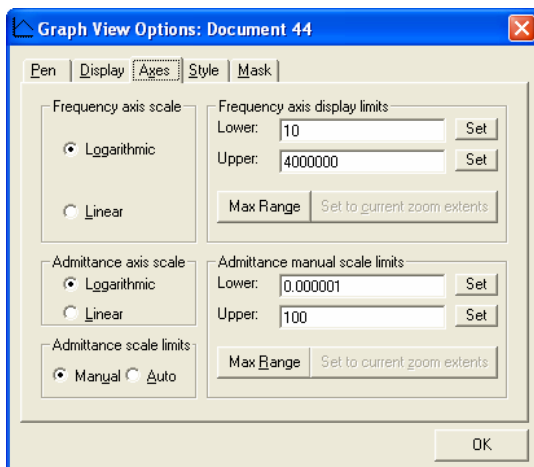 Graph View Options: Document 44
Pen Display Axes Style Mask
Frequency axis scale
Logarithmic
Linear
Frequency axis display limits
Lower: 10 Set
Upper: 4000000 Set
Max Range Set to current zoom extents
Admittance axis scale
Logarithmic
Linear
Admittance scale limits
Manual Auto
Admittance manual scale limits
Lower: 0.000001 Set
Upper: 100 Set
Max Range Set to current zoom extents
OK